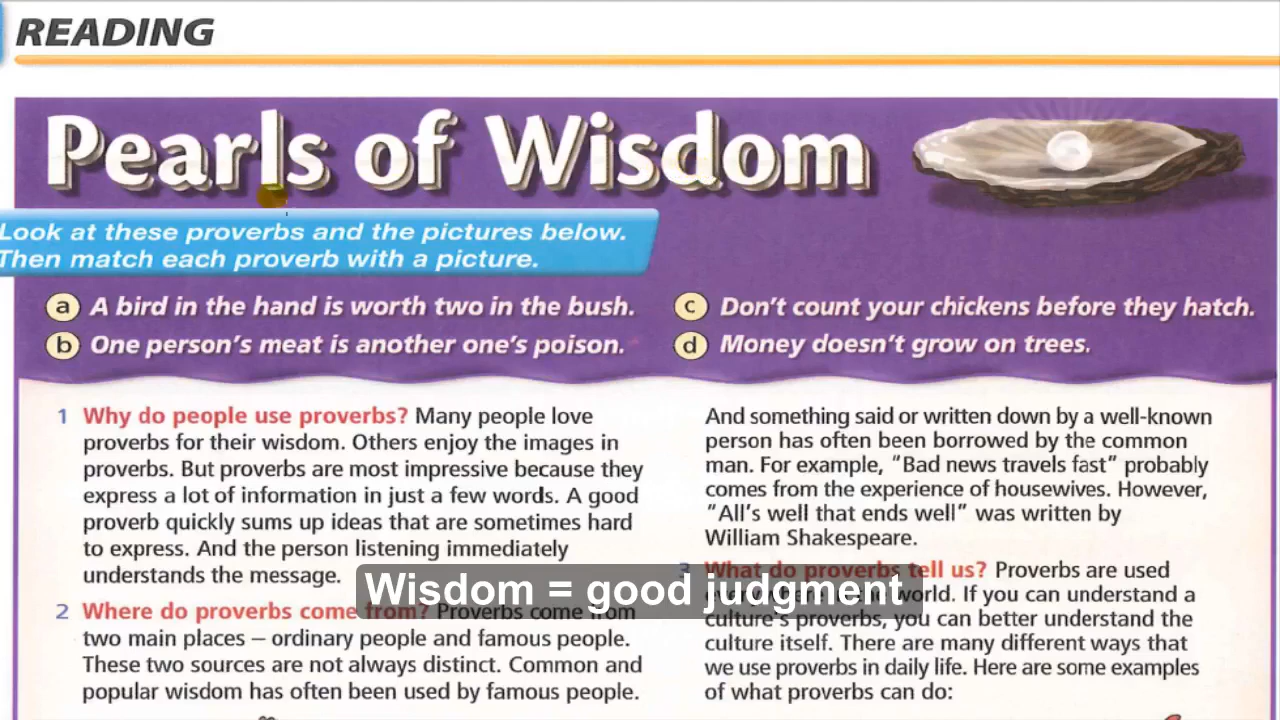 READING
Pearls of Wisdom
Look at these proverbs and the pictures below.
Then match each proverb with a picture.
a A bird in the hand is worth two in the bush.
b One person's meat is another one's poison.
c Don't count your chickens before they hatch.
d Money doesn't grow on trees.
1 Why do people use proverbs? Many people love
proverbs for their wisdom. Others enjoy the images in
proverbs. But proverbs are most impressive because they
express a lot of information in just a few words. A good
proverb quickly sums up ideas that are sometimes hard
to express. And the person listening immediately
understands the message.
2 Where do proverbs come from? Proverbs come from
two main places – ordinary people and famous people.
These two sources are not always distinct. Common and
popular wisdom has often been used by famous people.
And something said or written down by a well-known
person has often been borrowed by the common
man. For example, "Bad news travels fast" probably
comes from the experience of housewives. However,
"All's well that ends well" was written by
William Shakespeare.
3 What do proverbs tell us? Proverbs are used
world. If you can understand a
culture's proverbs, you can better understand the
culture itself. There are many different ways that
we use proverbs in daily life. Here are some examples
of what proverbs can do:
Wisdom = good judgment